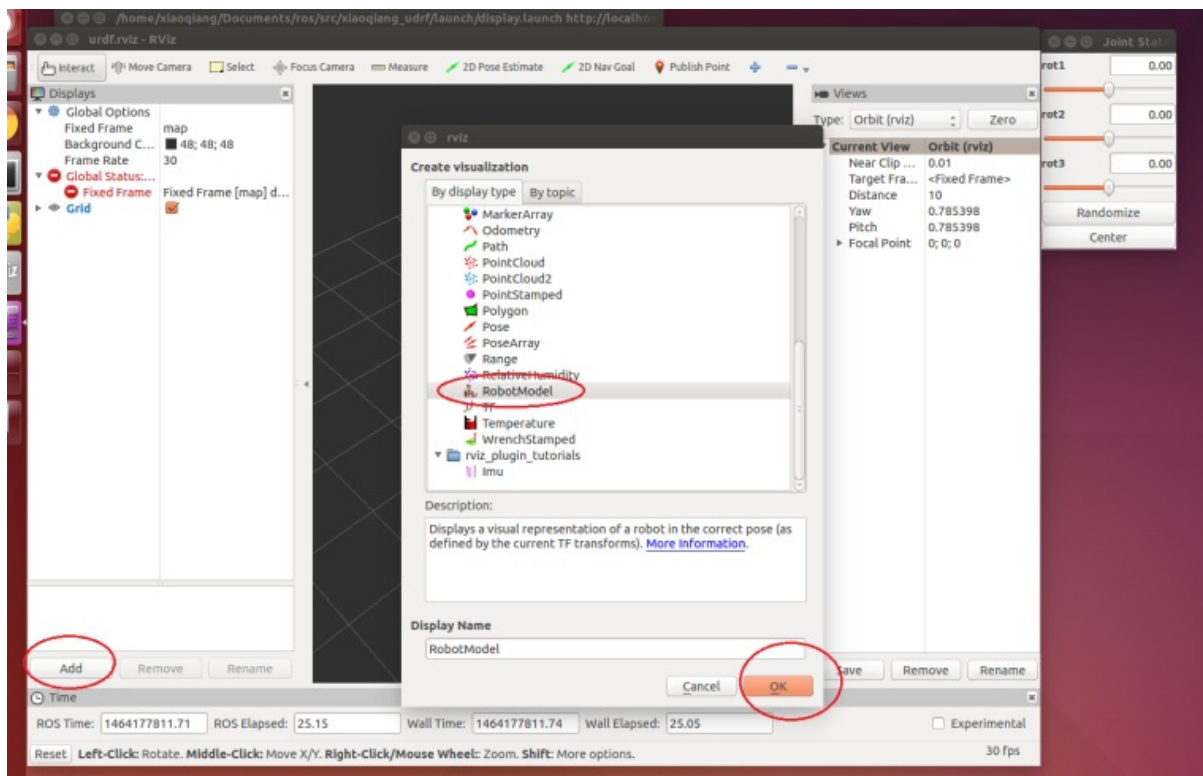 /home/xiaoqiang/Documents/ros/src/xiaoqiang_udrf/launch/display.launch http://localho
urdf.rviz - RViz
Interact Move Camera Select Focus Camera Measure 2D Pose Estimate 2D Nav Goal Publish Point
Displays
Global Options
Fixed Frame map
Background C... 48; 48; 48
Frame Rate 30
Global Status:...
Fixed Frame Fixed Frame [map] d...
Grid
Add Remove Rename
rviz
Create visualization
By display type By topic
MarkerArray
Odometry
Path
PointCloud
PointCloud2
PointStamped
Polygon
Pose
PoseArray
Range
RelativeHumidity
RobotModel
TF
Temperature
WrenchStamped
rviz_plugin_tutorials
Imu
Description:
Displays a visual representation of a robot in the correct pose (as
defined by the current TF transforms). More Information.
Display Name
RobotModel
Cancel OK
Views
Type: Orbit (rviz) Zero
Current View Orbit (rviz)
Near Clip ... 0.01
Target Fra... <Fixed Frame>
Distance 10
Yaw 0.785398
Pitch 0.785398
Focal Point 0; 0; 0
Save Remove Rename
Joint Stat
rot1 0.00
rot2 0.00
rot3 0.00
Randomize
Center
Time
ROS Time: 1464177811.71 ROS Elapsed: 25.15 Wall Time: 1464177811.74 Wall Elapsed: 25.05 Experimental
Reset Left-Click: Rotate. Middle-Click: Move X/Y. Right-Click/Mouse Wheel: Zoom. Shift: More options. 30 fps